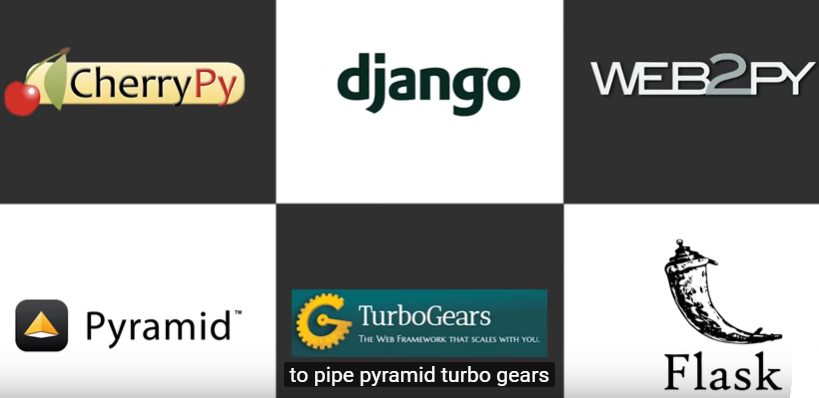 CherryPy
django
WEB2PY
Pyramid™
TurboGears
THE WEB FRAMEWORK THAT SCALES WITH YOU.
Flask
to pipe pyramid turbo gears